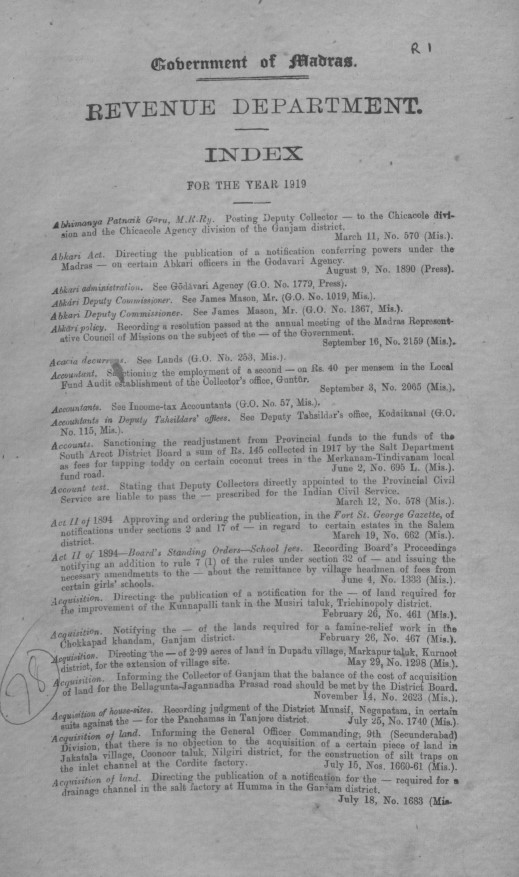 R 1
Government of Madras.
REVENUE DEPARTMENT.
INDEX
FOR THE YEAR 1919
Abhimanya Patnaik Garu, M.R.Ry. Posting Deputy Collector — to the Chicacole divi-
sion and the Chicacole Agency division of the Ganjam district.
March 11, No. 570 (Mis.).
Abkari Act. Directing the publication of a notification conferring powers under the
Madras — on certain Abkari officers in the Godavari Agency.
August 9, No. 1890 (Press).
Abkari administration. See Gōdāvari Agency (G.O. No. 1779, Press).
Abkāri Deputy Commissioner. See James Mason, Mr. (G.O. No. 1019, Mis.).
Abkari Deputy Commissioner. See James Mason, Mr. (G.O. No. 1367, Mis.).
Abkāri policy. Recording a resolution passed at the annual meeting of the Madras Represent-
ative Council of Missions on the subject of the — of the Government.
September 16, No. 2159 (Mis.).
Acacia decurrens. See Lands (G.O. No. 253, Mis.).
Accountant. Sanctioning the employment of a second — on Rs. 40 per mensem in the Local
Fund Audit establishment of the Collector's office, Guntūr.
September 3, No. 2065 (Mis.).
Accountants. See Income-tax Accountants (G.O. No. 57, Mis.).
Accountants in Deputy Tahsildars' offices. See Deputy Tahsildar's office, Kodaikanal (G.O.
No. 115, Mis.).
Accounts. Sanctioning the readjustment from Provincial funds to the funds of the
South Arcot District Board a sum of Rs. 145 collected in 1917 by the Salt Department
as fees for tapping toddy on certain coconut trees in the Merkanam-Tindivanam local
fund road. June 2, No. 695 L. (Mis.).
Account test. Stating that Deputy Collectors directly appointed to the Provincial Civil
Service are liable to pass the — prescribed for the Indian Civil Service.
March 12, No. 578 (Mis.).
Act II of 1894 Approving and ordering the publication, in the Fort St. George Gazette, of
notifications under sections 2 and 17 of — in regard to certain estates in the Salem
district. March 19, No. 662 (Mis.).
Act II of 1894—Board's Standing Orders—School fees. Recording Board's Proceedings
notifying an addition to rule 7 (1) of the rules under section 32 of — and issuing the
necessary amendments to the — about the remittance by village headmen of fees from
certain girls' schools. June 4, No. 1333 (Mis.).
Acquisition. Directing the publication of a notification for the — of land required for
the improvement of the Kunnapalli tank in the Musiri taluk, Trichinopoly district.
February 26, No. 461 (Mis.).
Acquisition. Notifying the — of the lands required for a famine-relief work in the
Chokkapad khandam, Ganjam district. February 26, No. 467 (Mis.).
Acquisition. Directing the — of 2·99 acres of land in Dupadu village, Markapur taluk, Kurnool
district, for the extension of village site. May 29, No. 1298 (Mis.).
Acquisition. Informing the Collector of Ganjam that the balance of the cost of acquisition
of land for the Bellagunta-Jagannadha Prasad road should be met by the District Board.
November 14, No. 2623 (Mis.).
98
Acquisition of house-sites. Recording judgment of the District Munsif, Negapatam, in certain
suits against the — for the Panchamas in Tanjore district. July 25, No. 1740 (Mis.)
Acquisition of land. Informing the General Officer Commanding, 9th (Secunderabad)
Division, that there is no objection to the acquisition of a certain piece of land in
Jakatala village, Coonoor taluk, Nilgiri district, for the construction of silt traps on
the inlet channel at the Cordite factory. July 15, Nos. 1660-61 (Mis.).
Acquisition of land. Directing the publication of a notification for the — required for a
drainage channel in the salt factory at Humma in the Ganjam district.
July 18, No. 1683 (Mis.